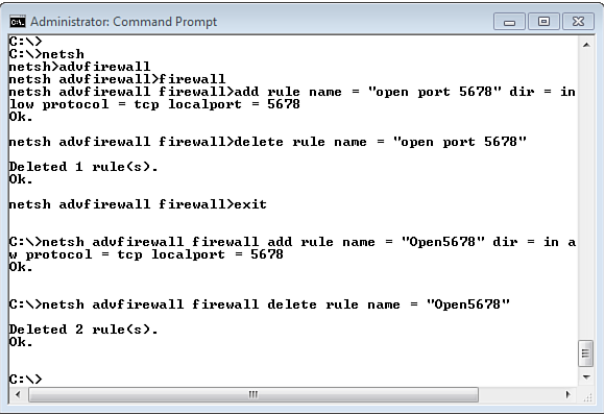 Administrator: Command Prompt
C:\>
C:\>netsh
netsh>advfirewall
netsh advfirewall>firewall
netsh advfirewall firewall>add rule name = "open port 5678" dir = in
low protocol = tcp localport = 5678
Ok.
netsh advfirewall firewall>delete rule name = "open port 5678"
Deleted 1 rule(s).
Ok.
netsh advfirewall firewall>exit
C:\>netsh advfirewall firewall add rule name = "Open5678" dir = in a
w protocol = tcp localport = 5678
Ok.
C:\>netsh advfirewall firewall delete rule name = "Open5678"
Deleted 2 rule(s).
Ok.
C:\>